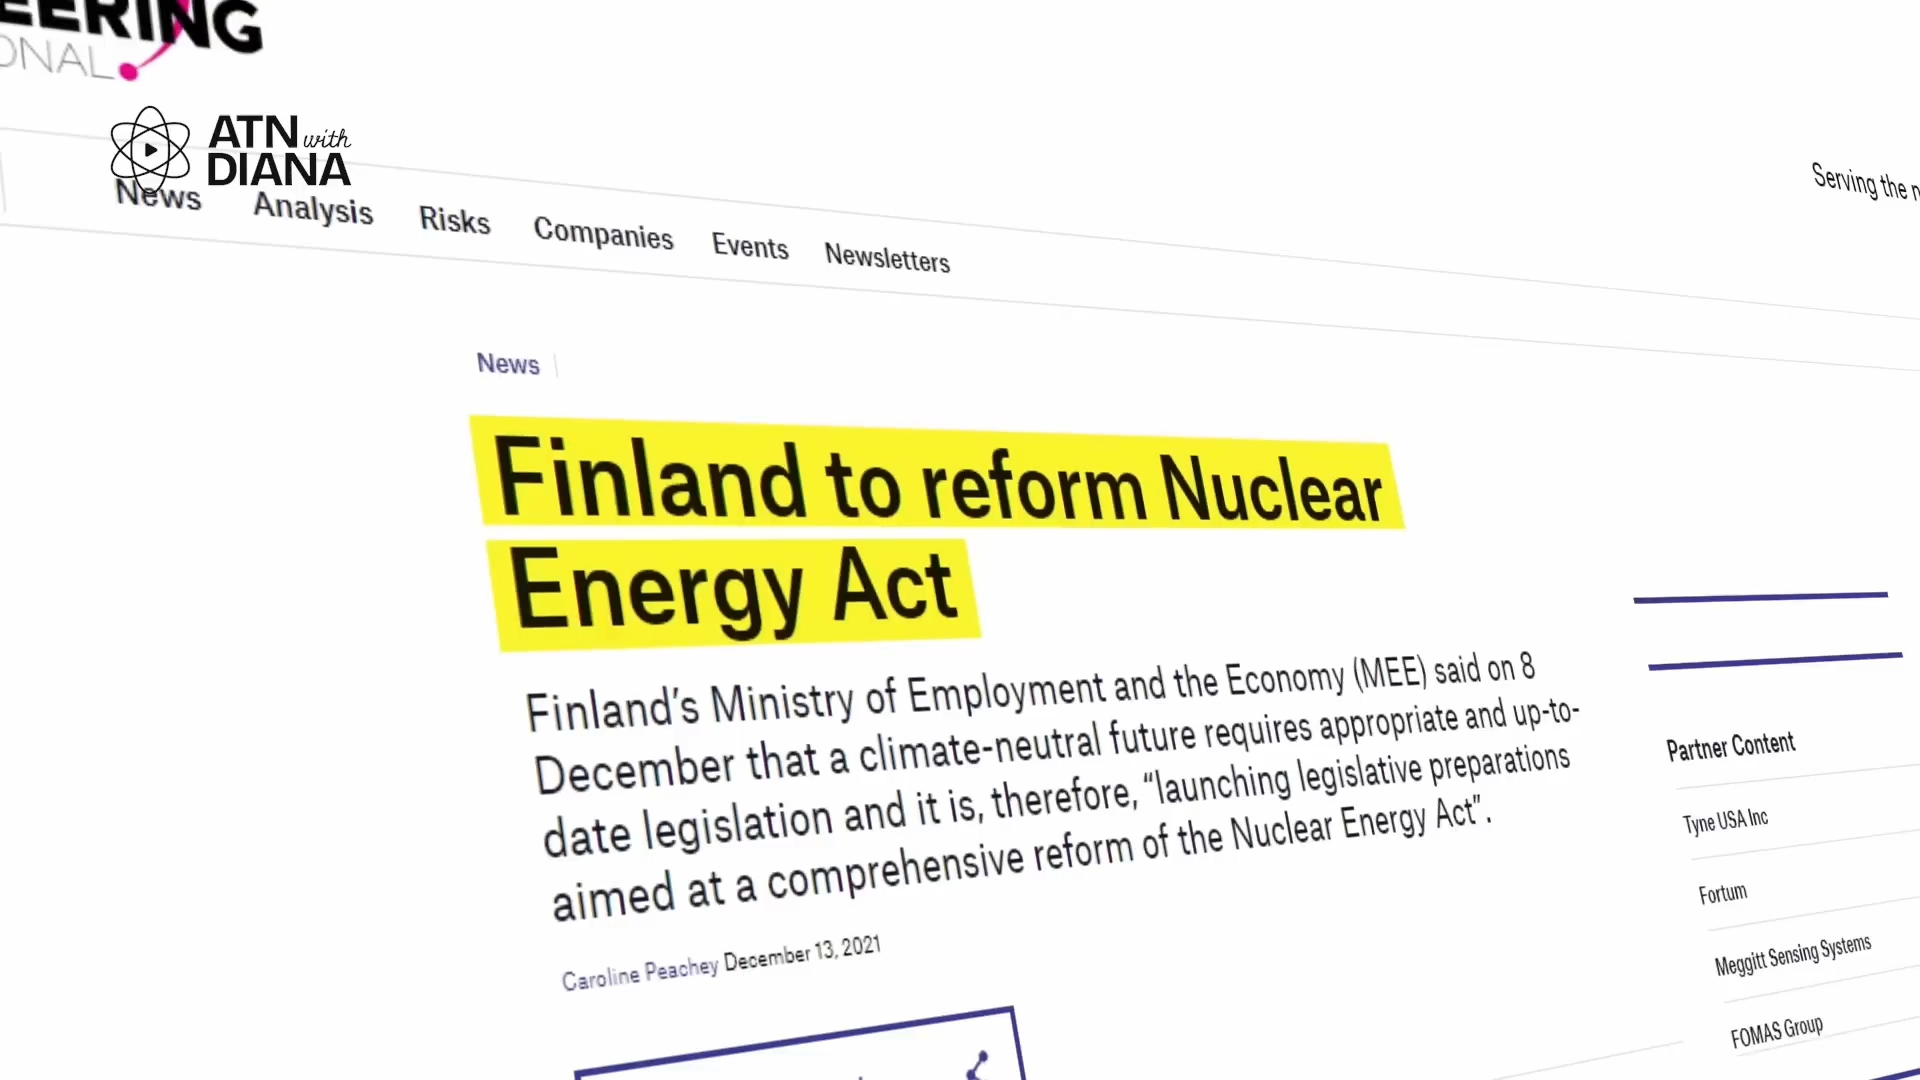 EERING
ONAL
ATN with
DIANA
Serving the
News Analysis Risks Companies Events Newsletters
News
Finland to reform Nuclear
Energy Act
Finland’s Ministry of Employment and the Economy (MEE) said on 8
December that a climate-neutral future requires appropriate and up-to-
date legislation and it is, therefore, “launching legislative preparations
aimed at a comprehensive reform of the Nuclear Energy Act”.
Caroline Peachey December 13, 2021
Partner Content
Tyne USA Inc
Fortum
Meggitt Sensing Systems
FOMAS Group